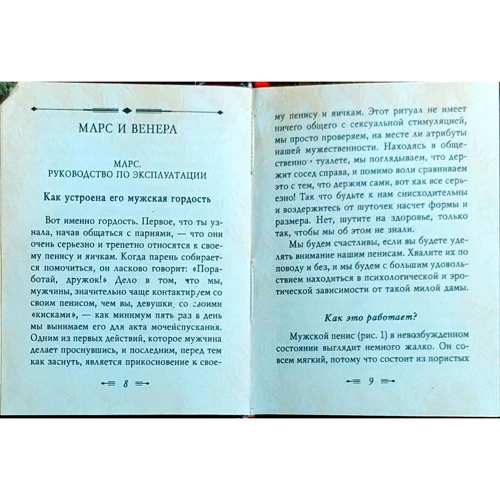 МАРС И ВЕНЕРА
МАРС.
РУКОВОДСТВО ПО ЭКСПЛУАТАЦИИ
Как устроена его мужская гордость
Вот именно гордость. Первое, что ты уз-
нала, начав общаться с парнями, — что они
очень серьезно и трепетно относятся к свое-
му пенису и яичкам. Когда парень собирает-
ся помочиться, он ласково говорит: «Пора-
ботай, дружок!» Дело в том, что мы,
мужчины, значительно чаще контактируем со
своим пенисом, чем вы, девушки, со своими
«кисками», — как минимум пять раз в день
мы вынимаем его для акта мочеиспускания.
Одним из первых действий, которое мужчина
делает проснувшись, и последним, перед тем
как заснуть, является прикосновение к свое-
8
му пенису и яичкам. Этот ритуал не имеет
ничего общего с сексуальной стимуляцией,
мы просто проверяем, на месте ли атрибуты
нашей мужественности. Находясь в обще-
ственном туалете, мы поглядываем, что дер-
жит сосед справа, и помимо воли сравниваем
это с тем, что держим сами, вот как все серь-
езно! Так что будьте к нам снисходительны
и воздержитесь от шуток насчет формы и
размера. Нет, шутите на здоровье, только
так, чтобы мы об этом не знали.
Мы будем счастливы, если вы будете уде-
лять внимание нашим пенисам. Хвалите их по
поводу и без, и мы будем с большим удоволь-
ствием находиться в психологической и эро-
тической зависимости от такой милой дамы.
Как это работает?
Мужской пенис (рис. 1) в невозбужденном
состоянии выглядит немного жалко. Он со-
всем мягкий, потому что состоит из пористых
9